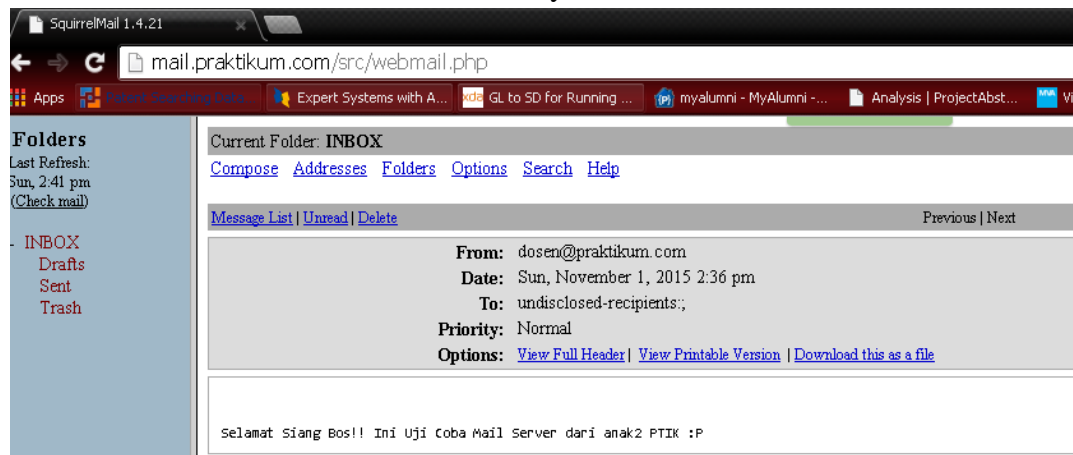 SquirrelMail 1.4.21
mail.praktikum.com/src/webmail.php
Apps Expert Systems with A... GL to SD for Running ... myalumni - MyAlumni -... Analysis | ProjectAbst...
Folders
Last Refresh:
Sun, 2:41 pm
(Check mail)
- INBOX
Drafts
Sent
Trash
Current Folder: INBOX
Compose Addresses Folders Options Search Help
Message List | Unread | Delete Previous | Next
From: dosen@praktikum.com
Date: Sun, November 1, 2015 2:36 pm
To: undisclosed-recipients:;
Priority: Normal
Options: View Full Header | View Printable Version | Download this as a file
Selamat Siang Bos!! Ini Uji Coba Mail Server dari anak2 PTIK :P